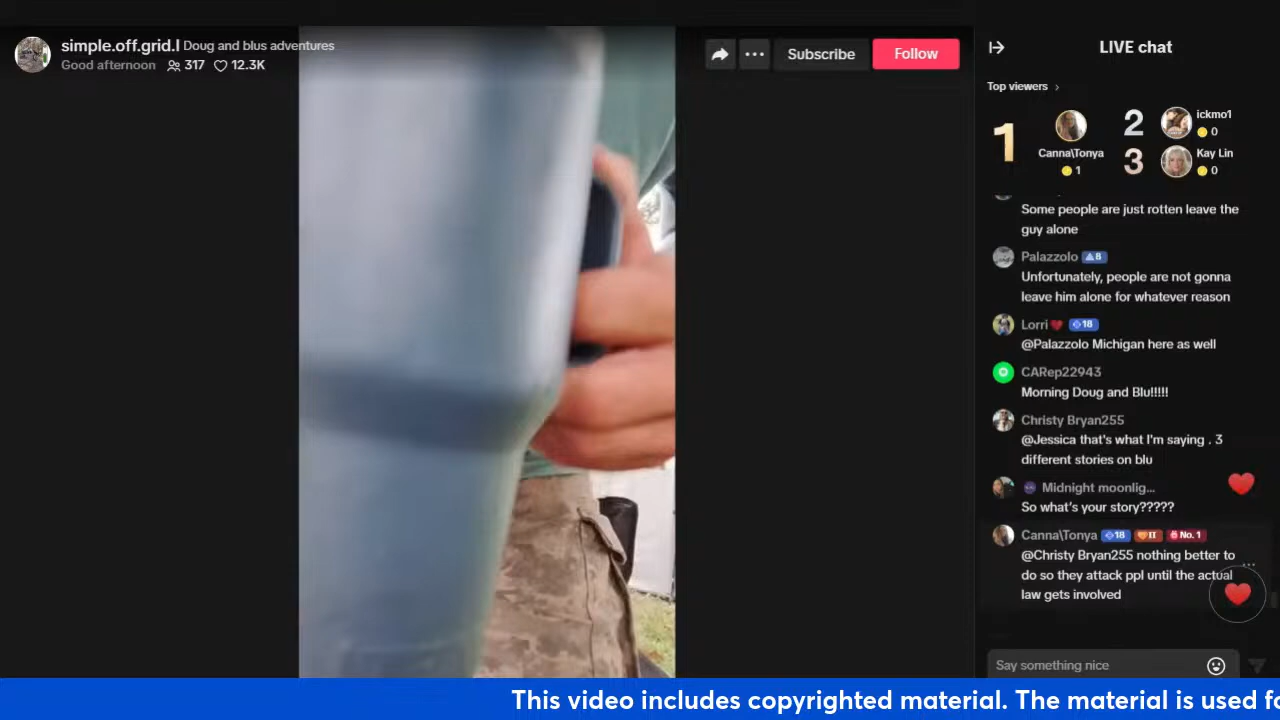 simple.off.grid.l Doug and blus adventures
Good afternoon 317 12.3K
Subscribe
Follow
LIVE chat
Top viewers >
1
Canna\Tonya
1
2
ickmo1
0
3
Kay Lin
0
Some people are just rotten leave the
guy alone
Palazzolo 8
Unfortunately, people are not gonna
leave him alone for whatever reason
Lorri 18
@Palazzolo Michigan here as well
CARep22943
Morning Doug and Blu!!!!!
Christy Bryan255
@Jessica that's what I'm saying . 3
different stories on blu
Midnight moonlig...
So what's your story?????
Canna\Tonya 18 IT No. 1
@Christy Bryan255 nothing better to
do so they attack ppl until the actual
law gets involved
Say something nice
This video includes copyrighted material. The material is used fo